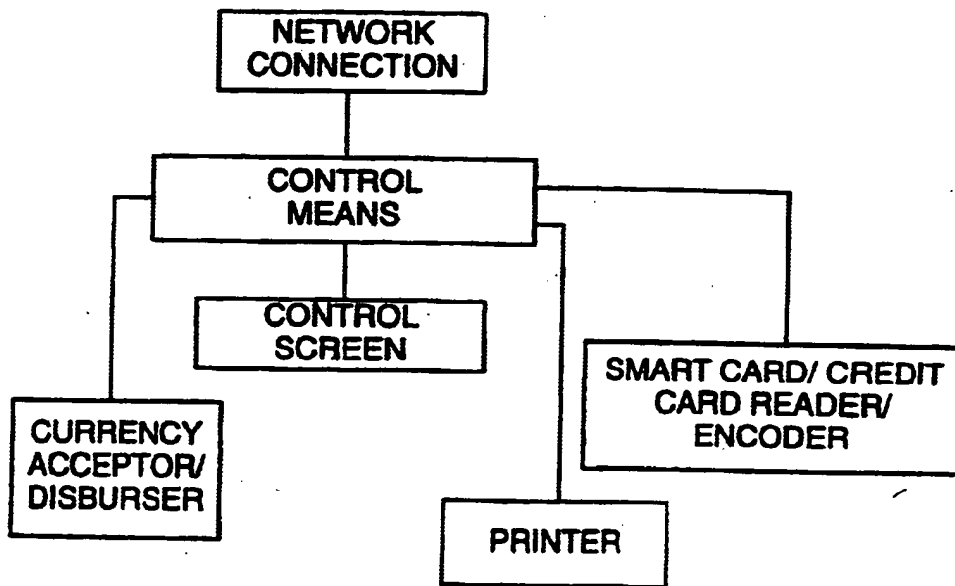 NETWORK
CONNECTION
CONTROL
MEANS
CONTROL
SCREEN
SMART CARD/ CREDIT
CARD READER/
ENCODER
CURRENCY
ACCEPTOR/
DISBURSER
PRINTER